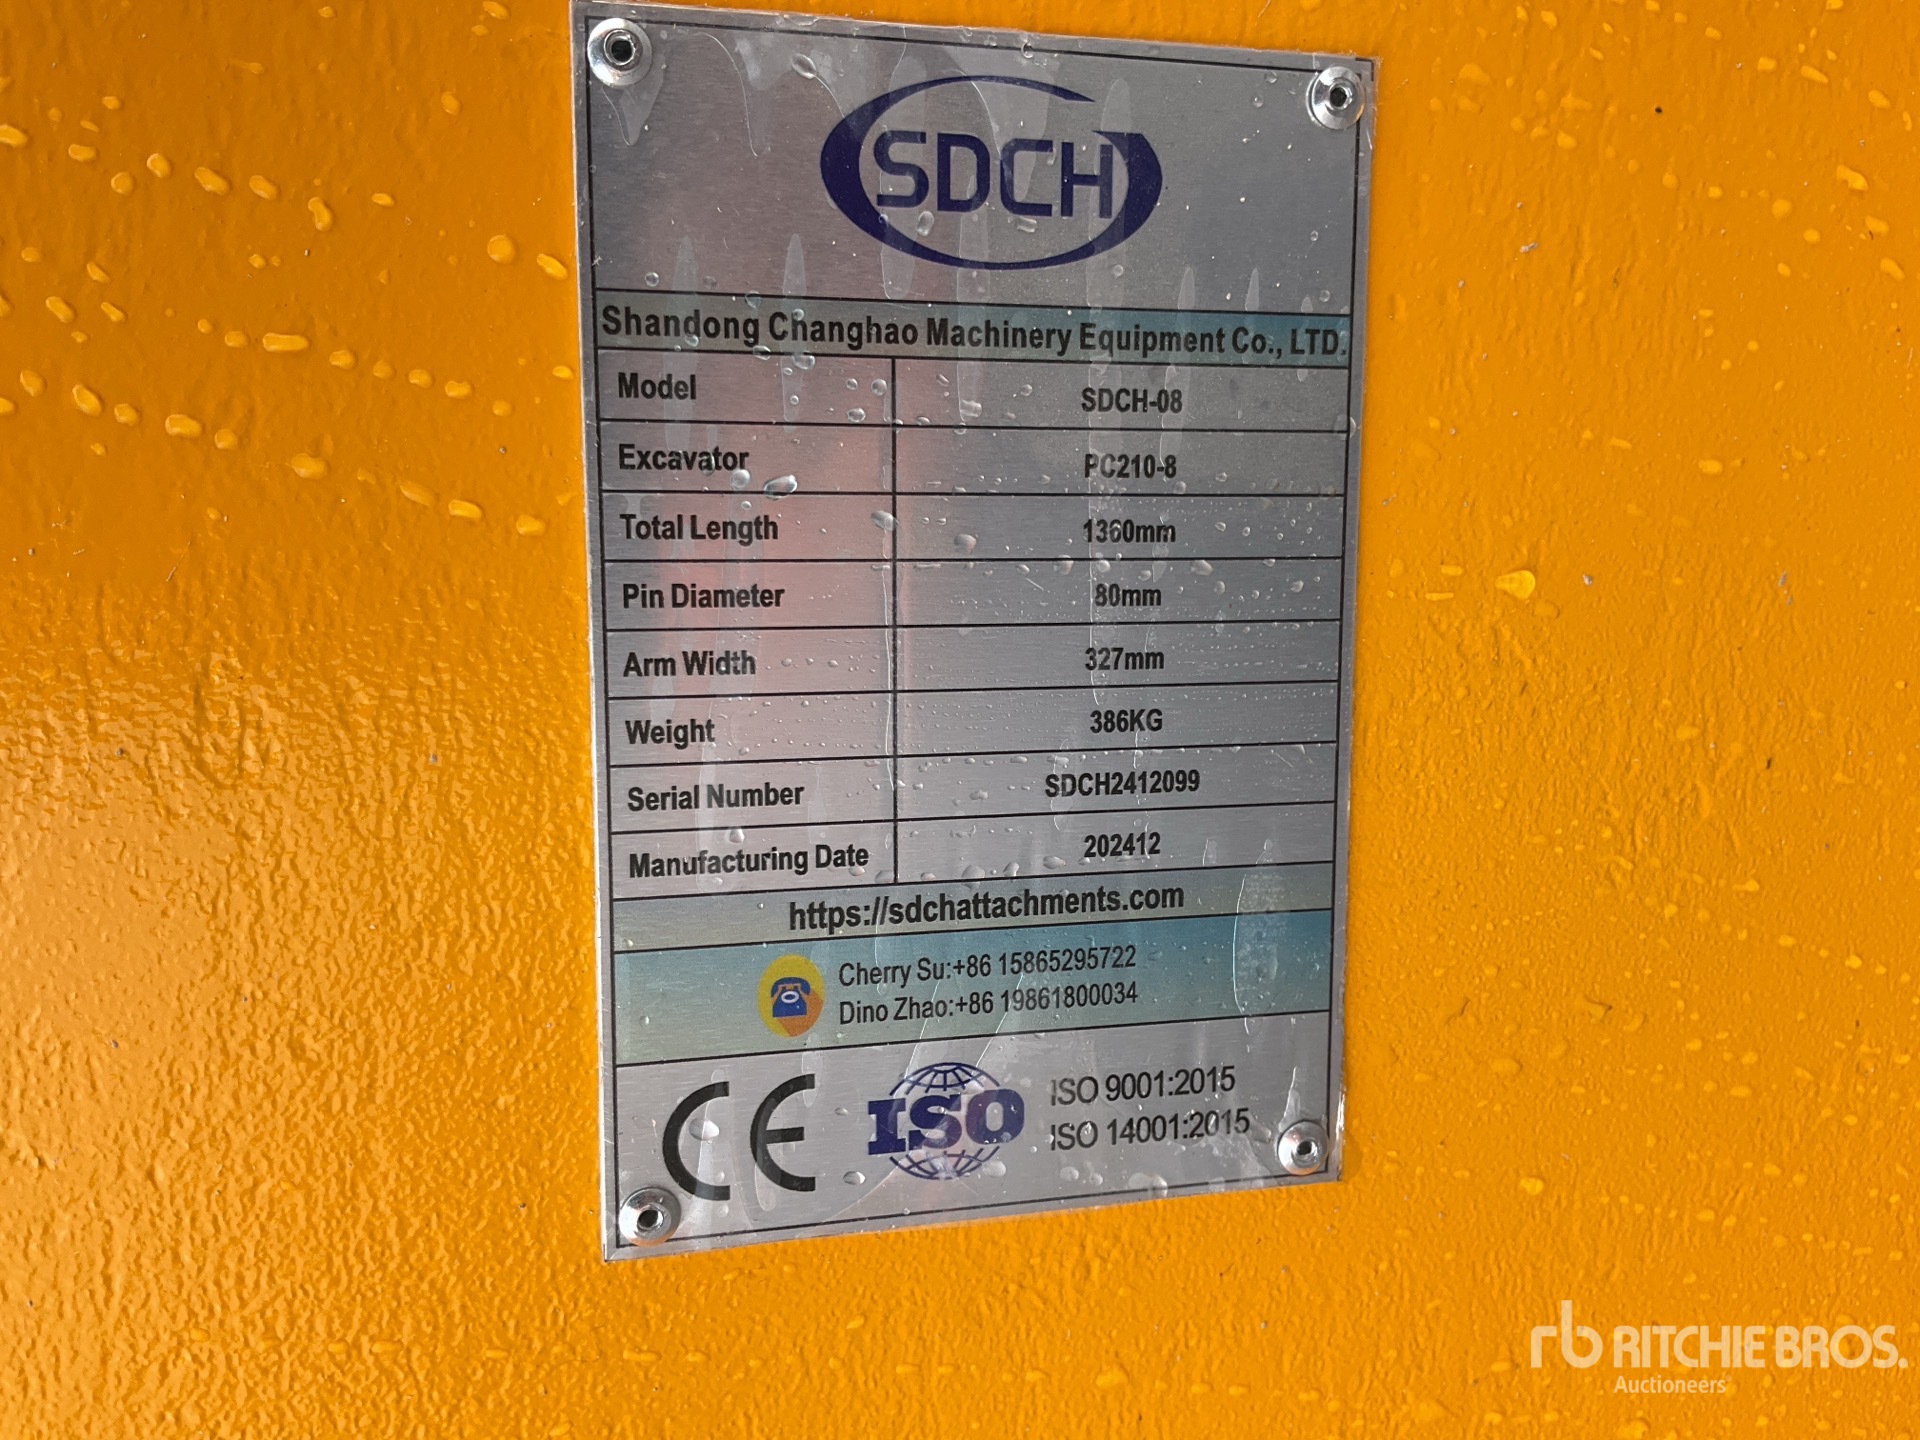 SDCH
Shandong Changhao Machinery Equipment Co., LTD.
Model SDCH-08
Excavator PC210-8
Total Length 1360mm
Pin Diameter 80mm
Arm Width 327mm
Weight 386KG
Serial Number SDCH2412099
Manufacturing Date 202412
https://sdchattachments.com
Cherry Su:+86 15865295722
Dino Zhao:+86 19861800034
CE ISO ISO 9001:2015
ISO 14001:2015
rb RITCHIE BROS.
Auctioneers